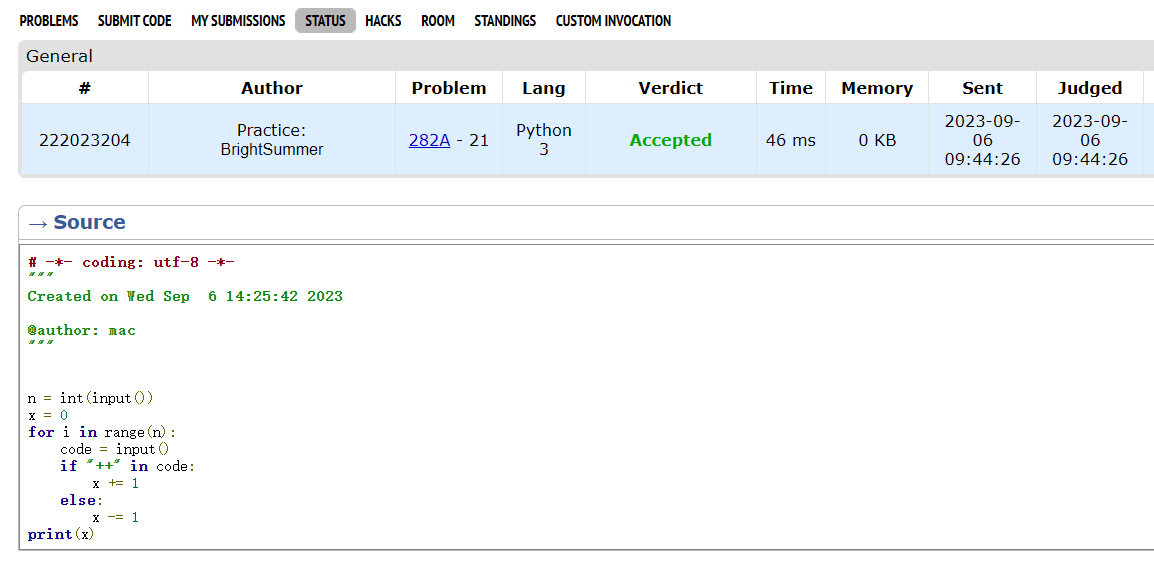 PROBLEMS SUBMIT CODE MY SUBMISSIONS STATUS HACKS ROOM STANDINGS CUSTOM INVOCATION
General
# Author Problem Lang Verdict Time Memory Sent Judged
222023204 Practice: BrightSummer 282A - 21 Python 3 Accepted 46 ms 0 KB 2023-09-06 09:44:26 2023-09-06 09:44:26
→ Source
# -*- coding: utf-8 -*-
"""
Created on Wed Sep  6 14:25:42 2023

@author: mac
"""

n = int(input())
x = 0
for i in range(n):
    code = input()
    if "++" in code:
        x += 1
    else:
        x -= 1
print(x)